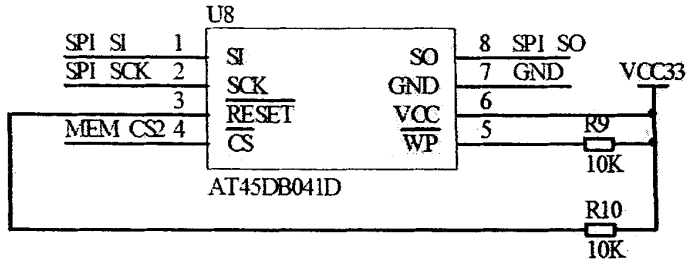 U8
SPI SI 1 SI SO 8 SPI SO
SPI SCK 2 SCK GND 7 GND
VCC33
3 RESET VCC 6
MEM CS2 4 CS WP 5 R9
10K
AT45DB041D
R10
10K